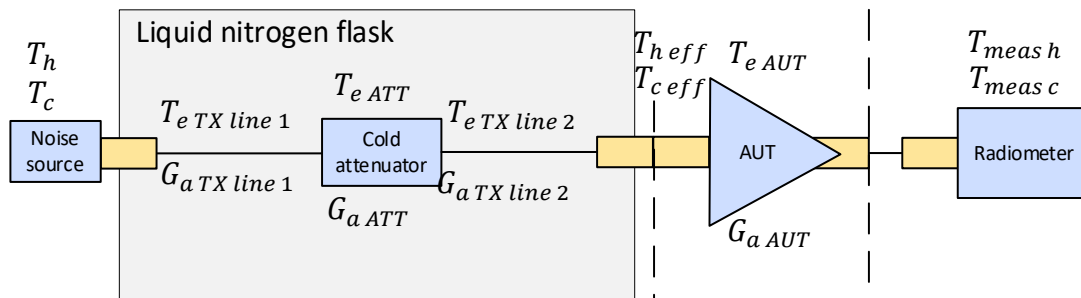 Liquid nitrogen flask
T_h
T_c
Noise
source
T_e TX line 1
G_a TX line 1
T_e ATT
Cold
attenuator
G_a ATT
T_e TX line 2
G_a TX line 2
T_h eff
T_c eff
T_e AUT
AUT
G_a AUT
T_meas h
T_meas c
Radiometer